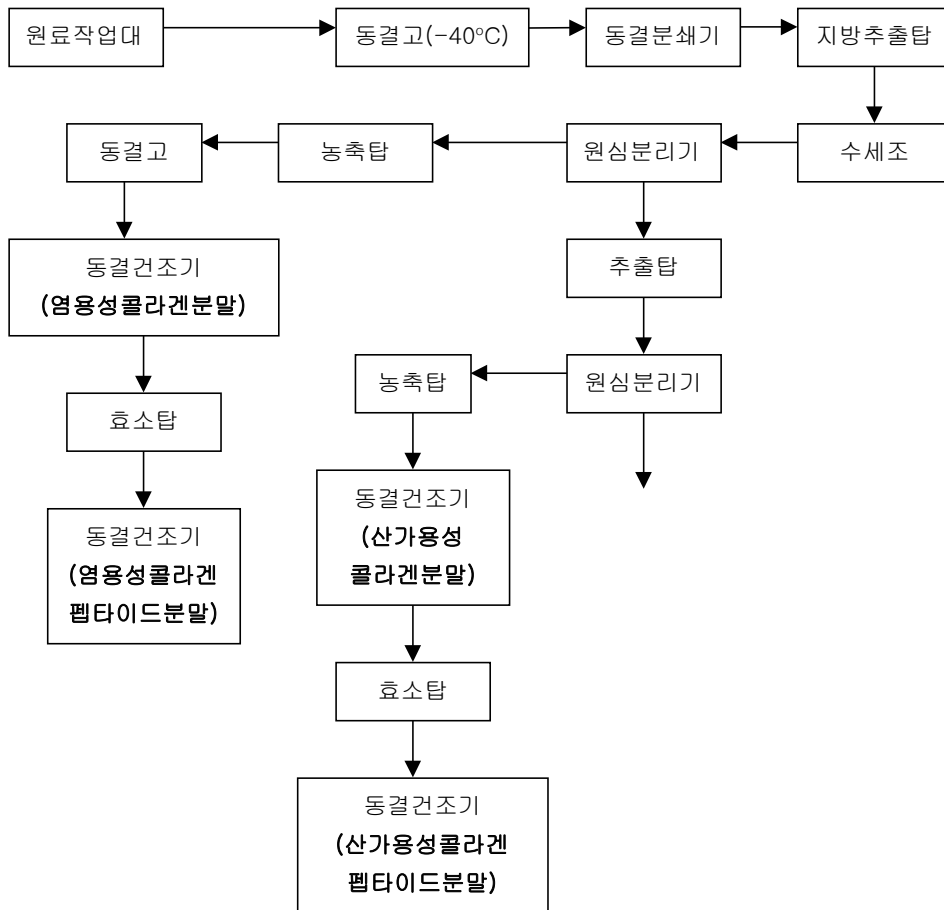 원료작업대
동결고(-40℃)
동결분쇄기
지방추출탑
동결고
농축탑
원심분리기
수세조
동결건조기
(염용성콜라겐분말)
추출탑
농축탑
원심분리기
효소탑
동결건조기
(산가용성
콜라겐분말)
동결건조기
(염용성콜라겐
펩타이드분말)
효소탑
동결건조기
(산가용성콜라겐
펩타이드분말)